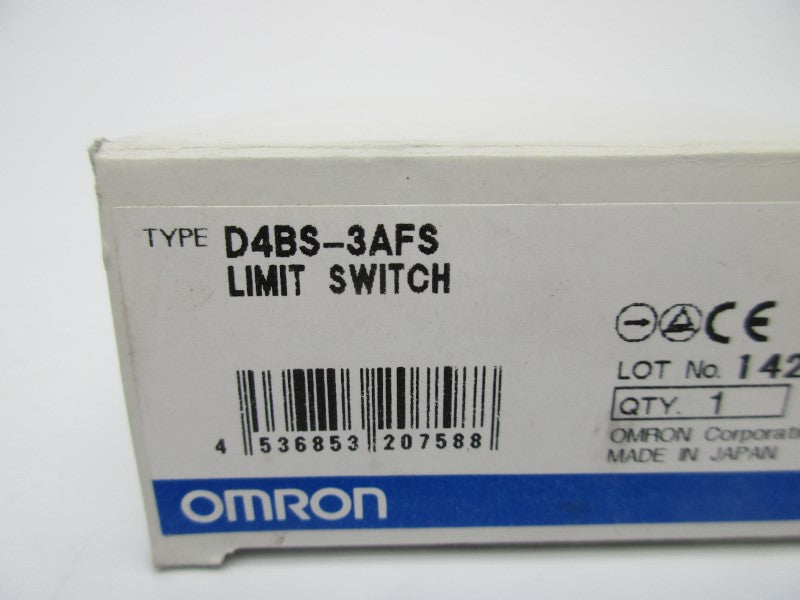 TYPE D4BS-3AFS
LIMIT SWITCH
CE
LOT No. 142
QTY. 1
4 536853 207588
OMRON Corporati
MADE IN JAPAN
OMRON